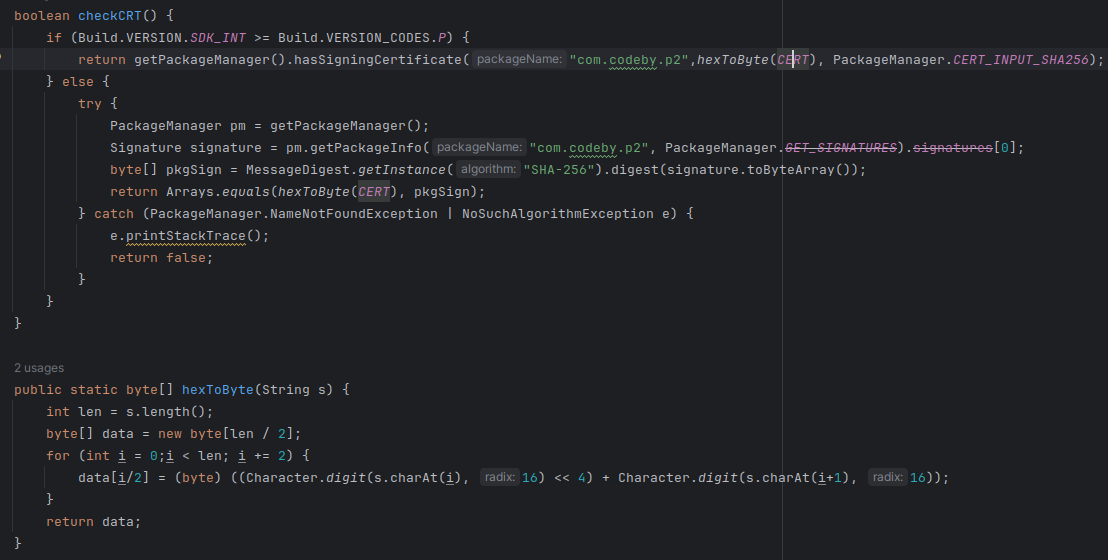 boolean checkCRT() {
    if (Build.VERSION.SDK_INT >= Build.VERSION_CODES.P) {
        return getPackageManager().hasSigningCertificate( packageName: "com.codeby.p2",hexToByte(CERT), PackageManager.CERT_INPUT_SHA256);
    } else {
        try {
            PackageManager pm = getPackageManager();
            Signature signature = pm.getPackageInfo( packageName: "com.codeby.p2", PackageManager.GET_SIGNATURES).signatures[0];
            byte[] pkgSign = MessageDigest.getInstance( algorithm: "SHA-256").digest(signature.toByteArray());
            return Arrays.equals(hexToByte(CERT), pkgSign);
        } catch (PackageManager.NameNotFoundException | NoSuchAlgorithmException e) {
            e.printStackTrace();
            return false;
        }
    }
}
2 usages
public static byte[] hexToByte(String s) {
    int len = s.length();
    byte[] data = new byte[len / 2];
    for (int i = 0;i < len; i += 2) {
        data[i/2] = (byte) ((Character.digit(s.charAt(i), radix: 16) << 4) + Character.digit(s.charAt(i+1), radix: 16));
    }
    return data;
}